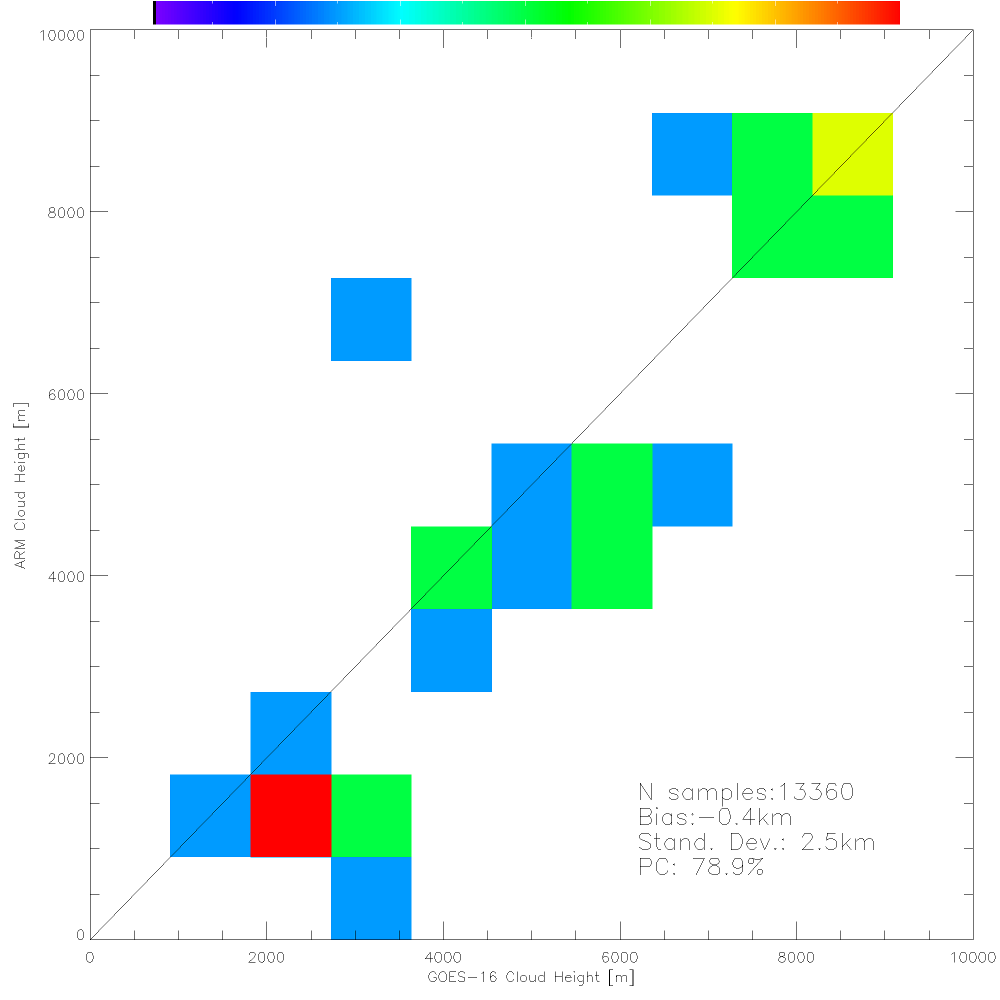 10000
8000
6000
4000
2000
0
ARM Cloud Height [m]
N samples:13360
Bias:−0.4km
Stand. Dev.: 2.5km
PC: 78.9%
0 2000 4000 6000 8000 10000
GOES−16 Cloud Height [m]